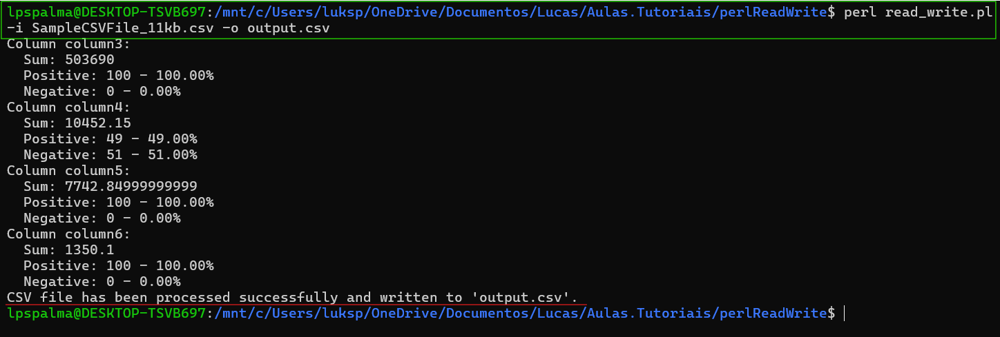 lpspalma@DESKTOP-TSVB697:/mnt/c/Users/luksp/OneDrive/Documentos/Lucas/Aulas.Tutoriais/perlReadWrite$ perl read_write.pl
-i SampleCSVFile_11kb.csv -o output.csv
Column column3:
  Sum: 503690
  Positive: 100 - 100.00%
  Negative: 0 - 0.00%
Column column4:
  Sum: 10452.15
  Positive: 49 - 49.00%
  Negative: 51 - 51.00%
Column column5:
  Sum: 7742.84999999999
  Positive: 100 - 100.00%
  Negative: 0 - 0.00%
Column column6:
  Sum: 1350.1
  Positive: 100 - 100.00%
  Negative: 0 - 0.00%
CSV file has been processed successfully and written to 'output.csv'.
lpspalma@DESKTOP-TSVB697:/mnt/c/Users/luksp/OneDrive/Documentos/Lucas/Aulas.Tutoriais/perlReadWrite$